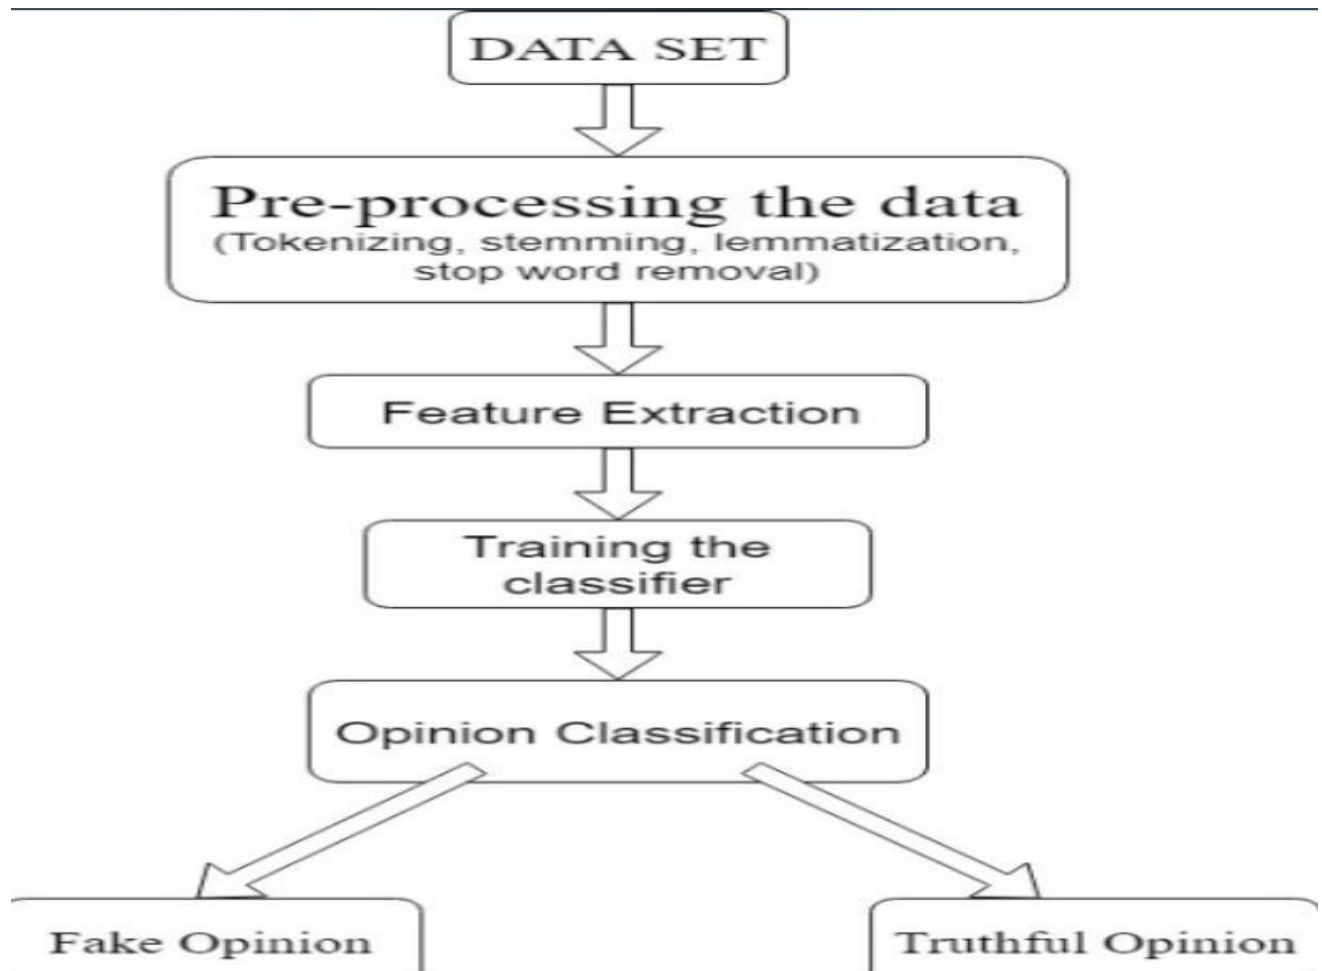 DATA SET
Pre-processing the data
(Tokenizing, stemming, lemmatization,
stop word removal)
Feature Extraction
Training the
classifier
Opinion Classification
Fake Opinion
Truthful Opinion